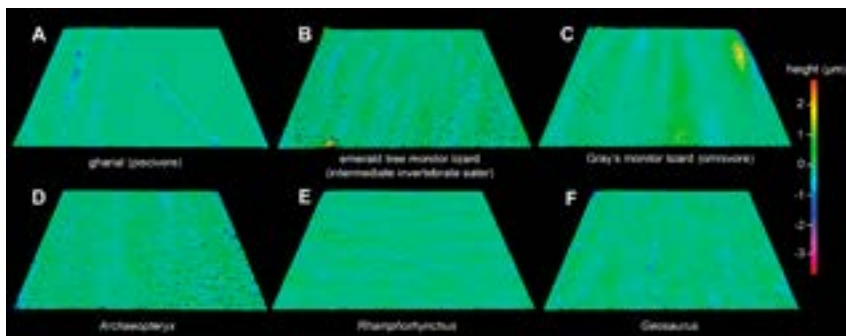 A
B
C
height (µm)
2
1
0
-1
-2
-3
gharial (piscivore)
emerald tree monitor lizard
(intermediate invertebrate eater)
Gray's monitor lizard (omnivore)
D
E
F
Archaeopteryx
Rhamphorhynchus
Geosaurus